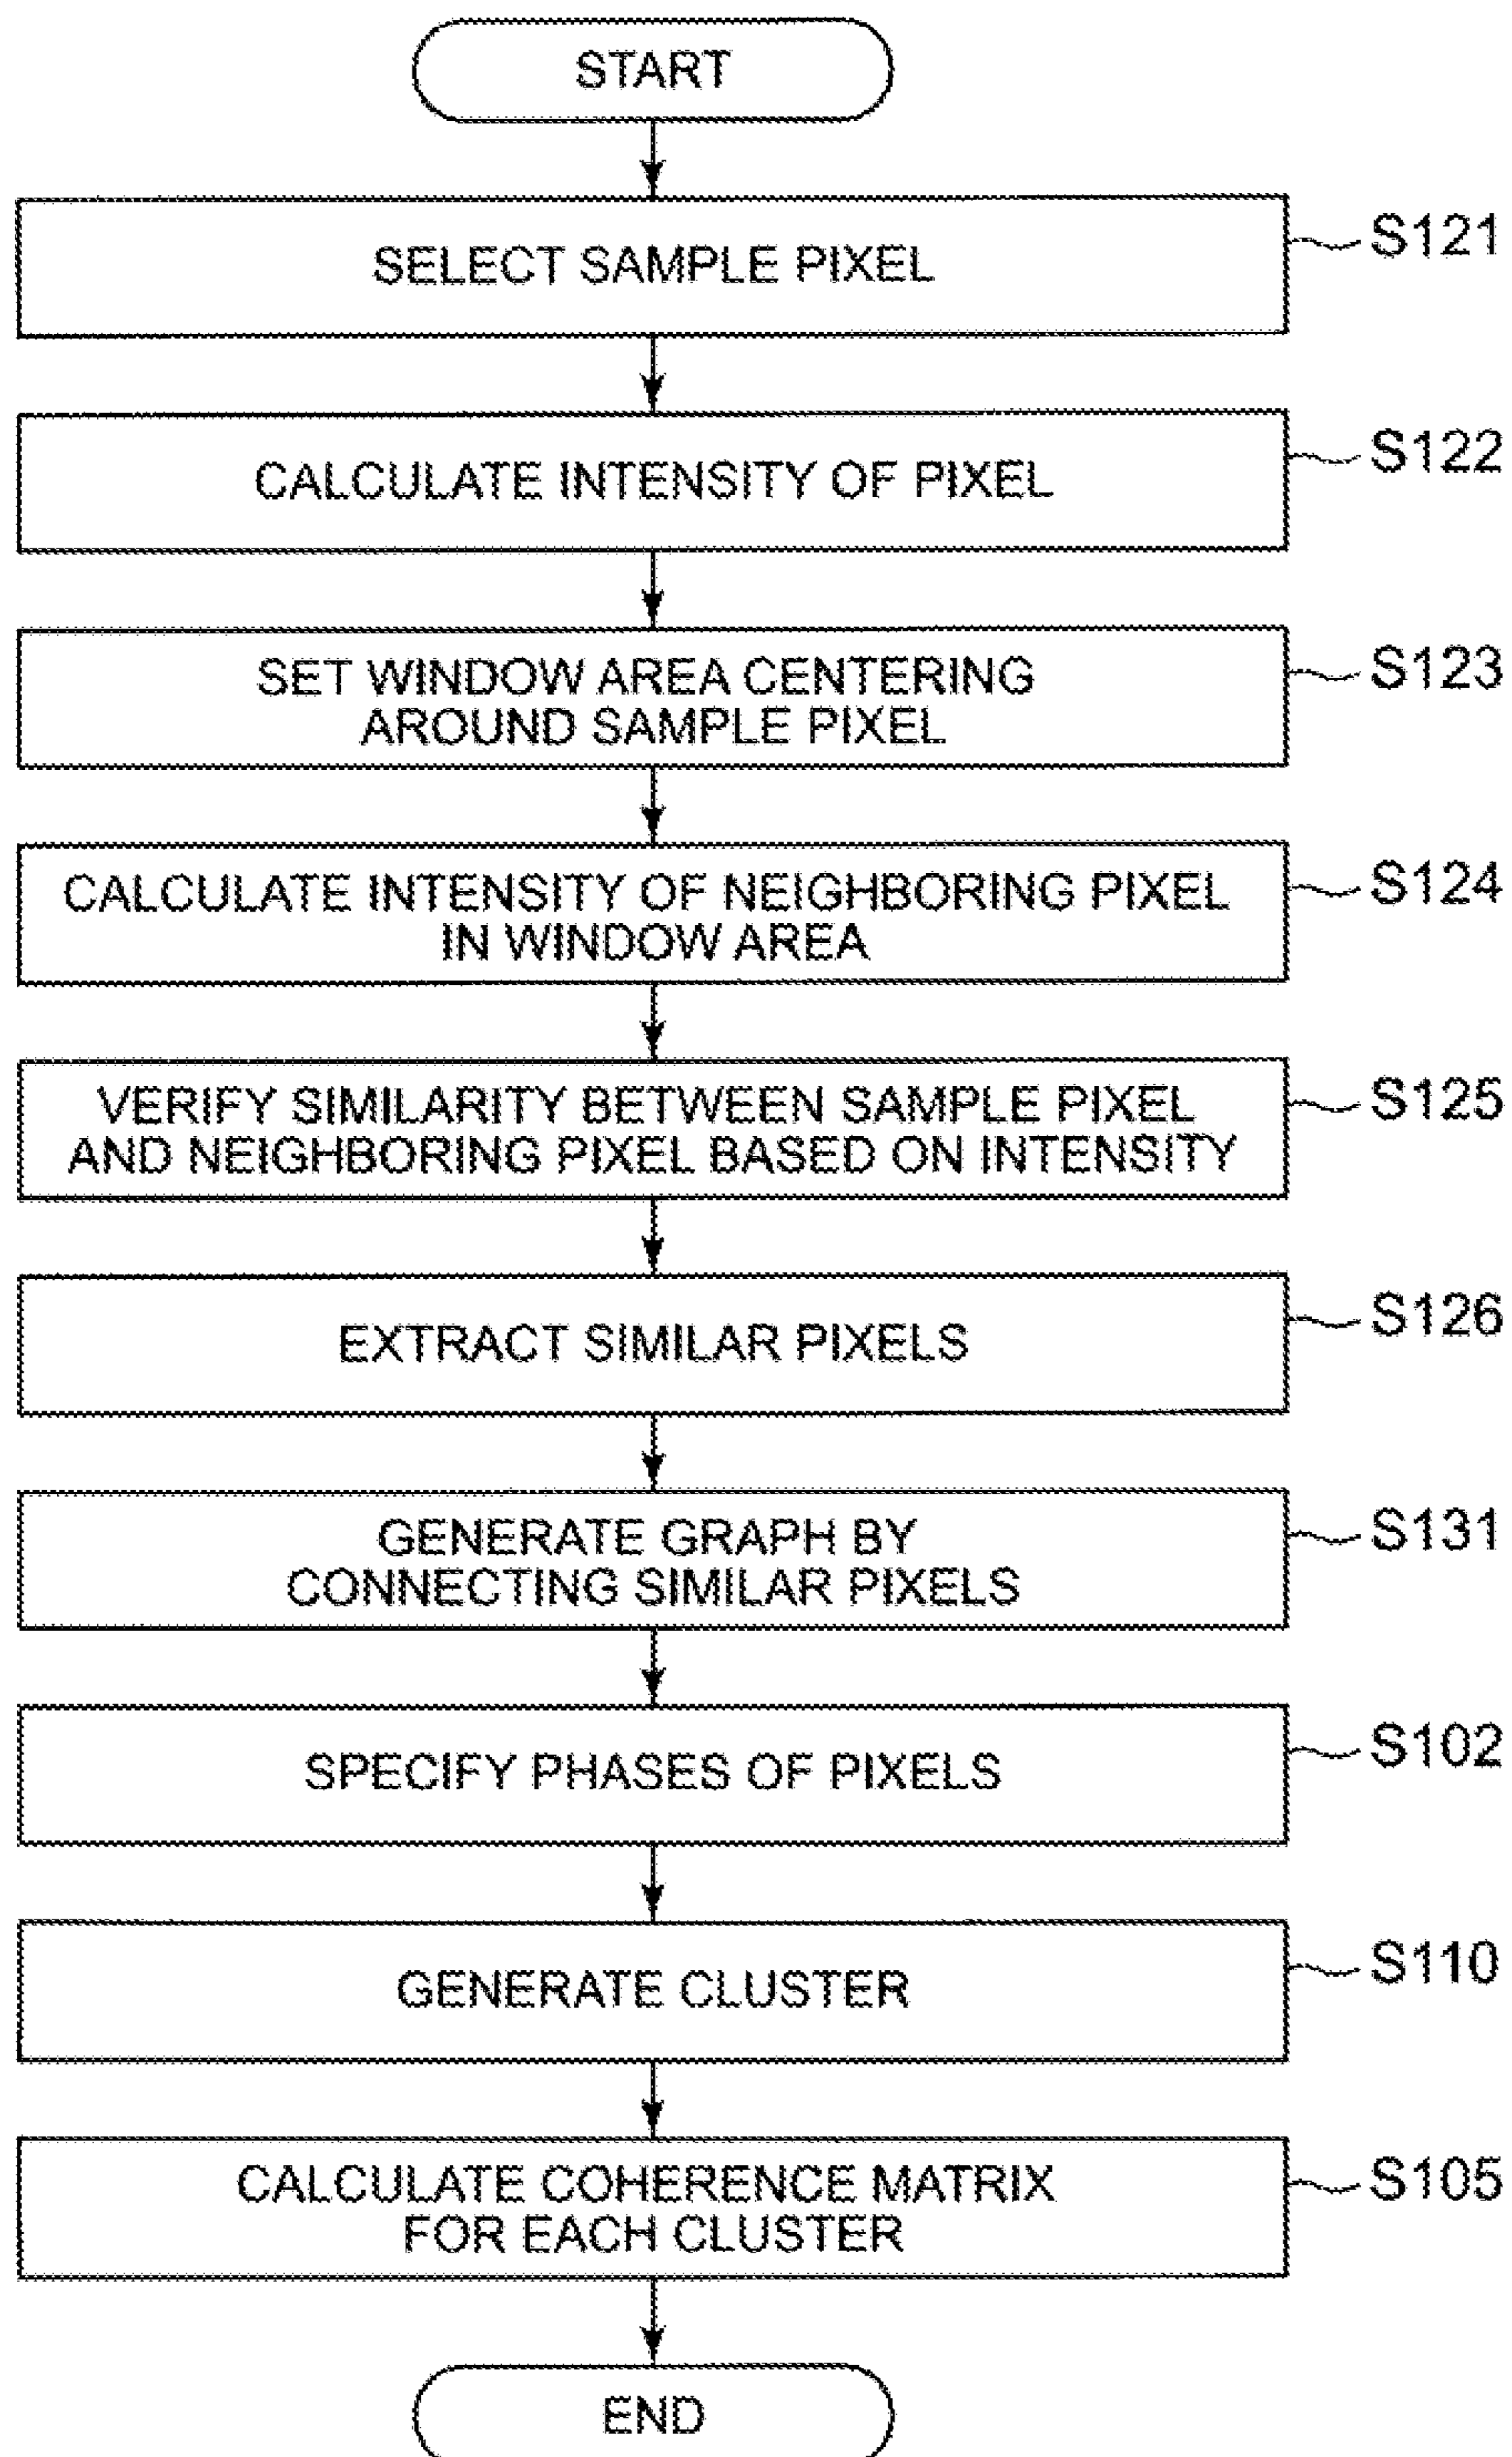 START
SELECT SAMPLE PIXEL
S121
CALCULATE INTENSITY OF PIXEL
S122
SET WINDOW AREA CENTERING
AROUND SAMPLE PIXEL
S123
CALCULATE INTENSITY OF NEIGHBORING PIXEL
IN WINDOW AREA
S124
VERIFY SIMILARITY BETWEEN SAMPLE PIXEL
AND NEIGHBORING PIXEL BASED ON INTENSITY
S125
EXTRACT SIMILAR PIXELS
S126
GENERATE GRAPH BY
CONNECTING SIMILAR PIXELS
S131
SPECIFY PHASES OF PIXELS
S102
GENERATE CLUSTER
S110
CALCULATE COHERENCE MATRIX
FOR EACH CLUSTER
S105
END